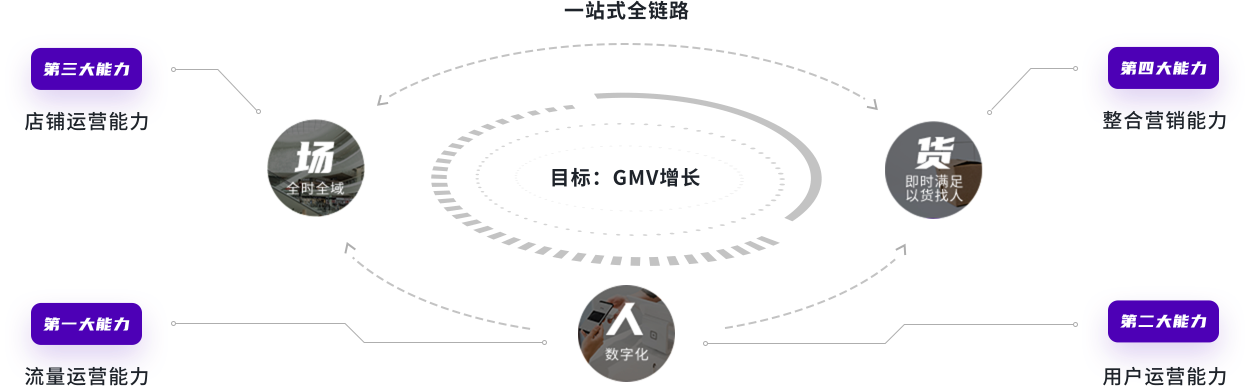 一站式全链路
第三大能力
店铺运营能力
第四大能力
整合营销能力
场
全时全域
目标：GMV增长
货
即时满足
以货找人
第一大能力
流量运营能力
人
数字化
第二大能力
用户运营能力